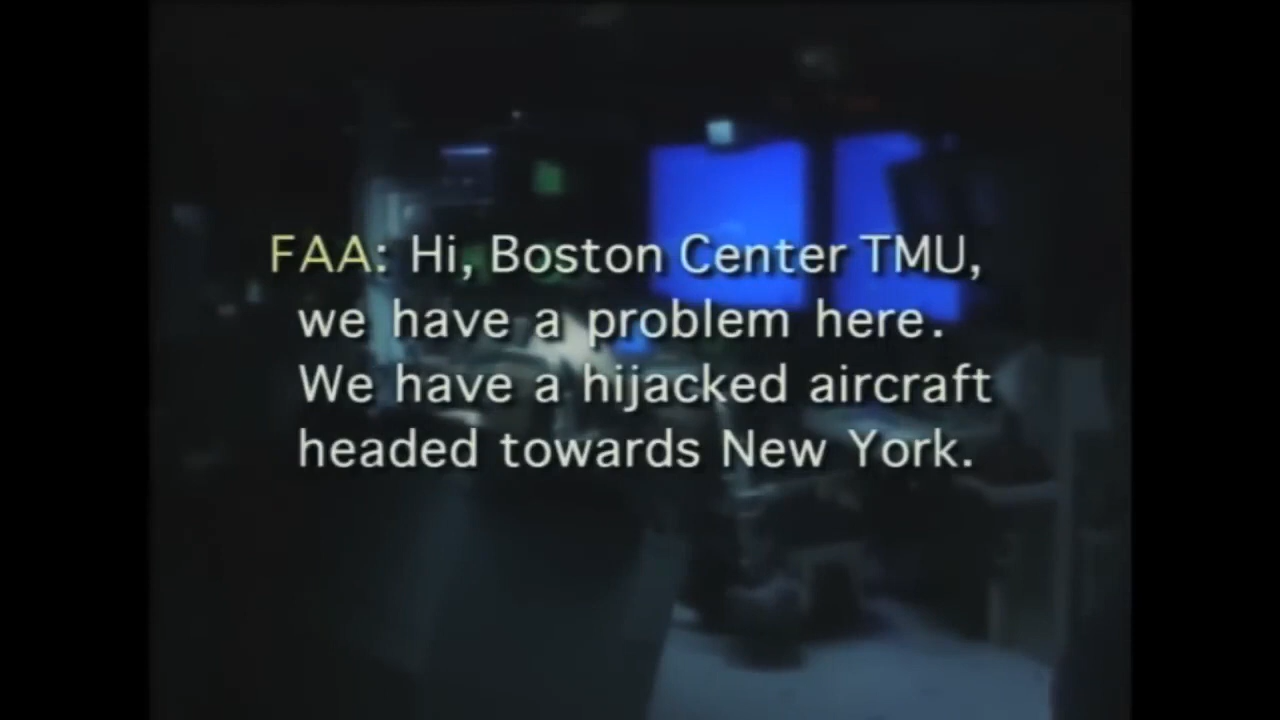 FAA: Hi, Boston Center TMU,
we have a problem here.
We have a hijacked aircraft
headed towards New York.